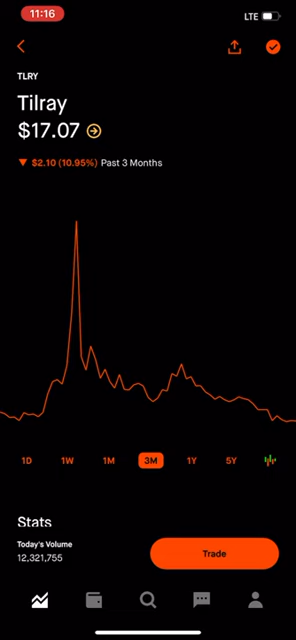 11:16
LTE
TLRY
Tilray
$17.07
▼ $2.10 (10.95%) Past 3 Months
1D 1W 1M 3M 1Y 5Y
Stats
Today's Volume
12,321,755
Trade